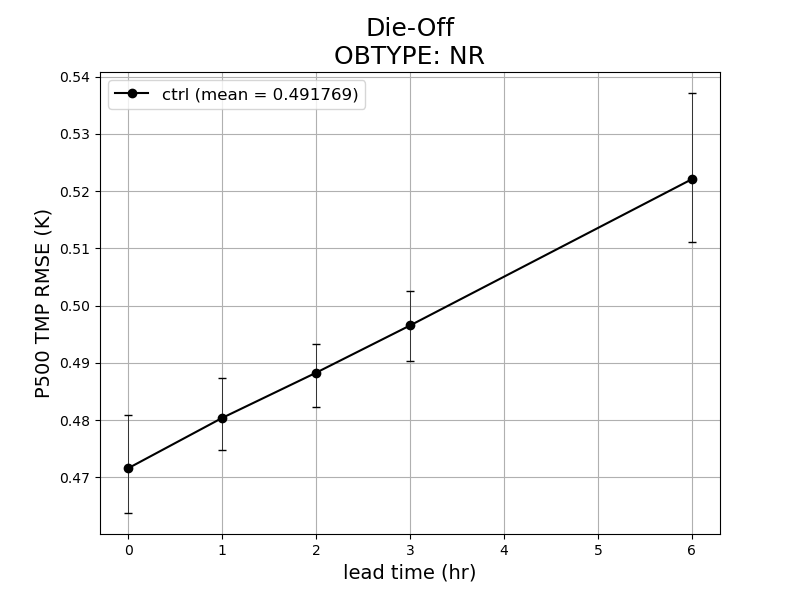 Die-Off
OBTYPE: NR
ctrl (mean = 0.491769)
P500 TMP RMSE (K)
0.54
0.53
0.52
0.51
0.50
0.49
0.48
0.47
0 1 2 3 4 5 6
lead time (hr)